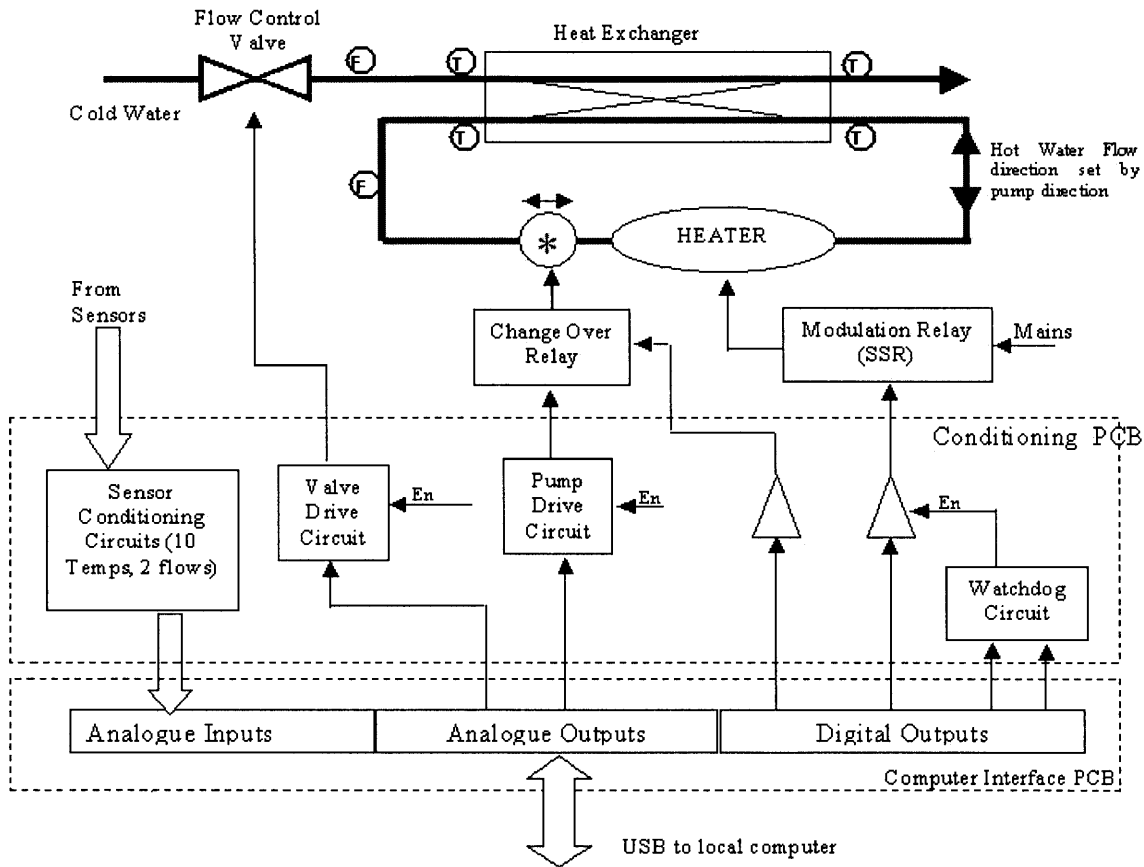 Flow Control
Valve
Heat Exchanger
F
T
T
Cold Water
T
T
F
Hot Water Flow
direction set by
pump direction
*
HEATER
From
Sensors
Change Over
Relay
Modulation Relay
(SSR)
Mains
Conditioning PCB
Sensor
Conditioning
Circuits (10
Temps, 2 flows)
Valve
Drive
Circuit
En
Pump
Drive
Circuit
En
En
Watchdog
Circuit
Analogue Inputs
Analogue Outputs
Digital Outputs
Computer Interface PCB
USB to local computer